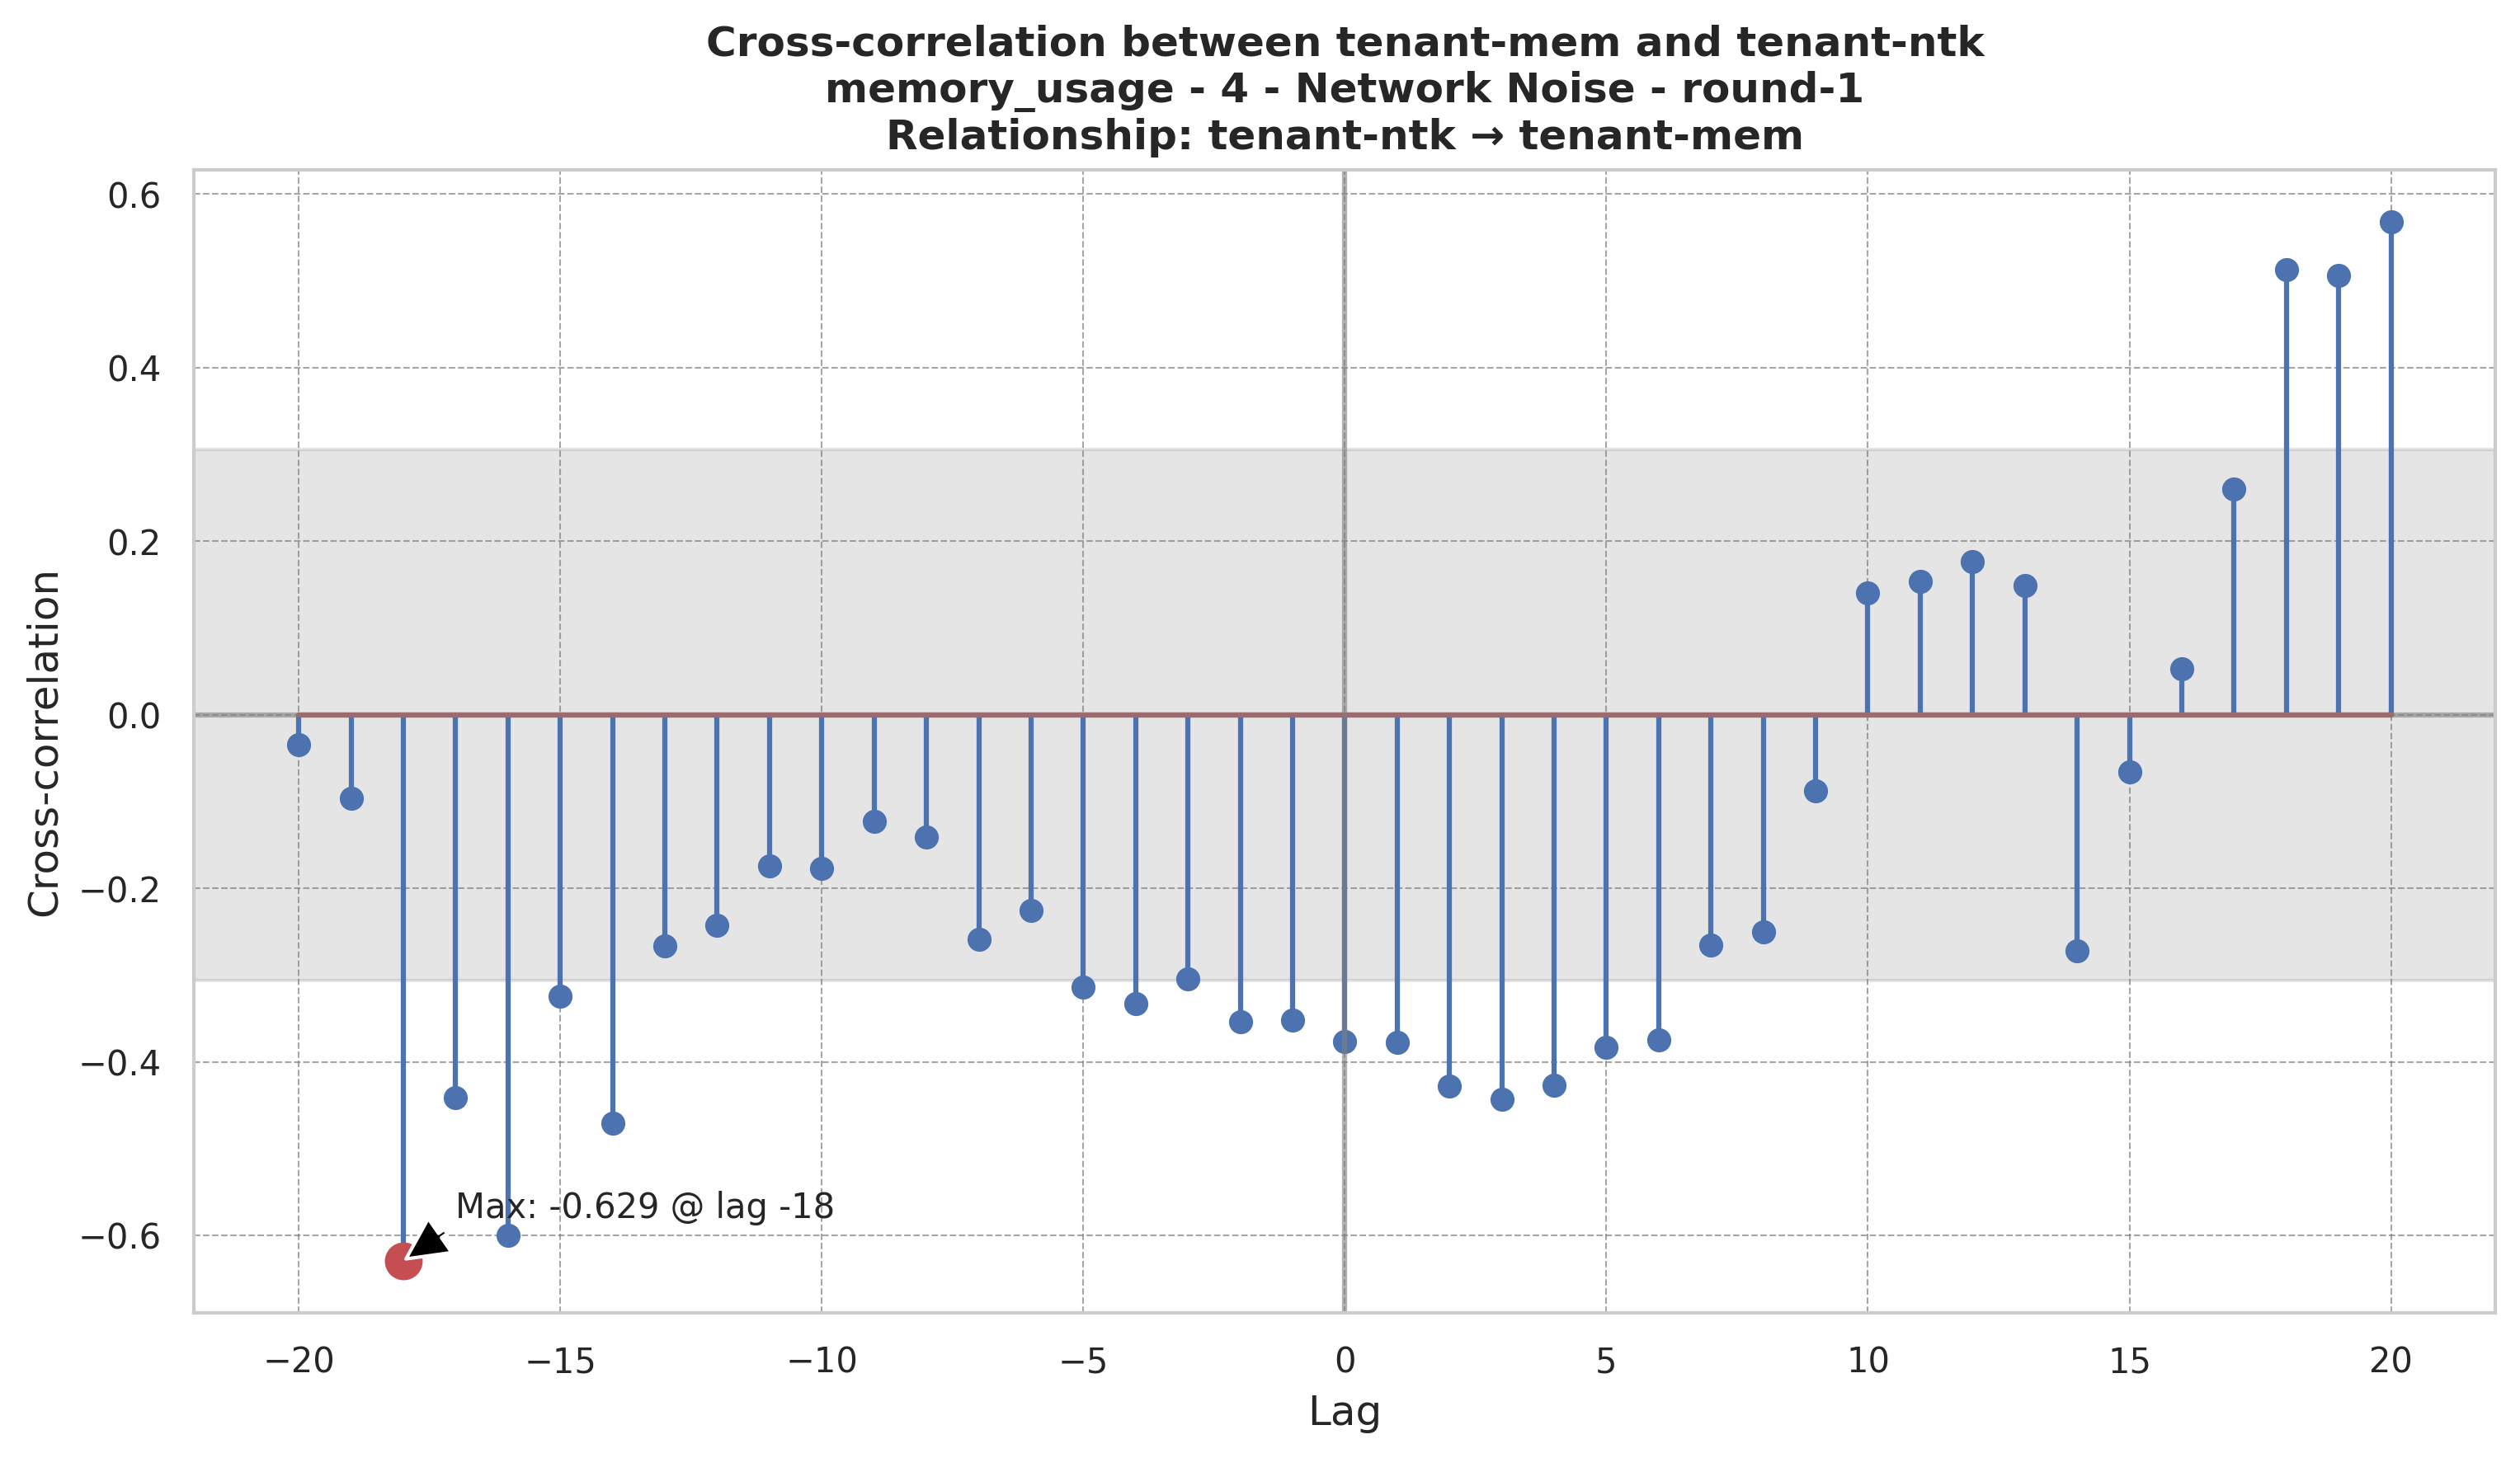 Cross-correlation between tenant-mem and tenant-ntk
memory_usage - 4 - Network Noise - round-1
Relationship: tenant-ntk → tenant-mem
0.6
0.4
0.2
0.0
−0.2
−0.4
−0.6
Cross-correlation
Max: -0.629 @ lag -18
−20
−15
−10
−5
0
5
10
15
20
Lag